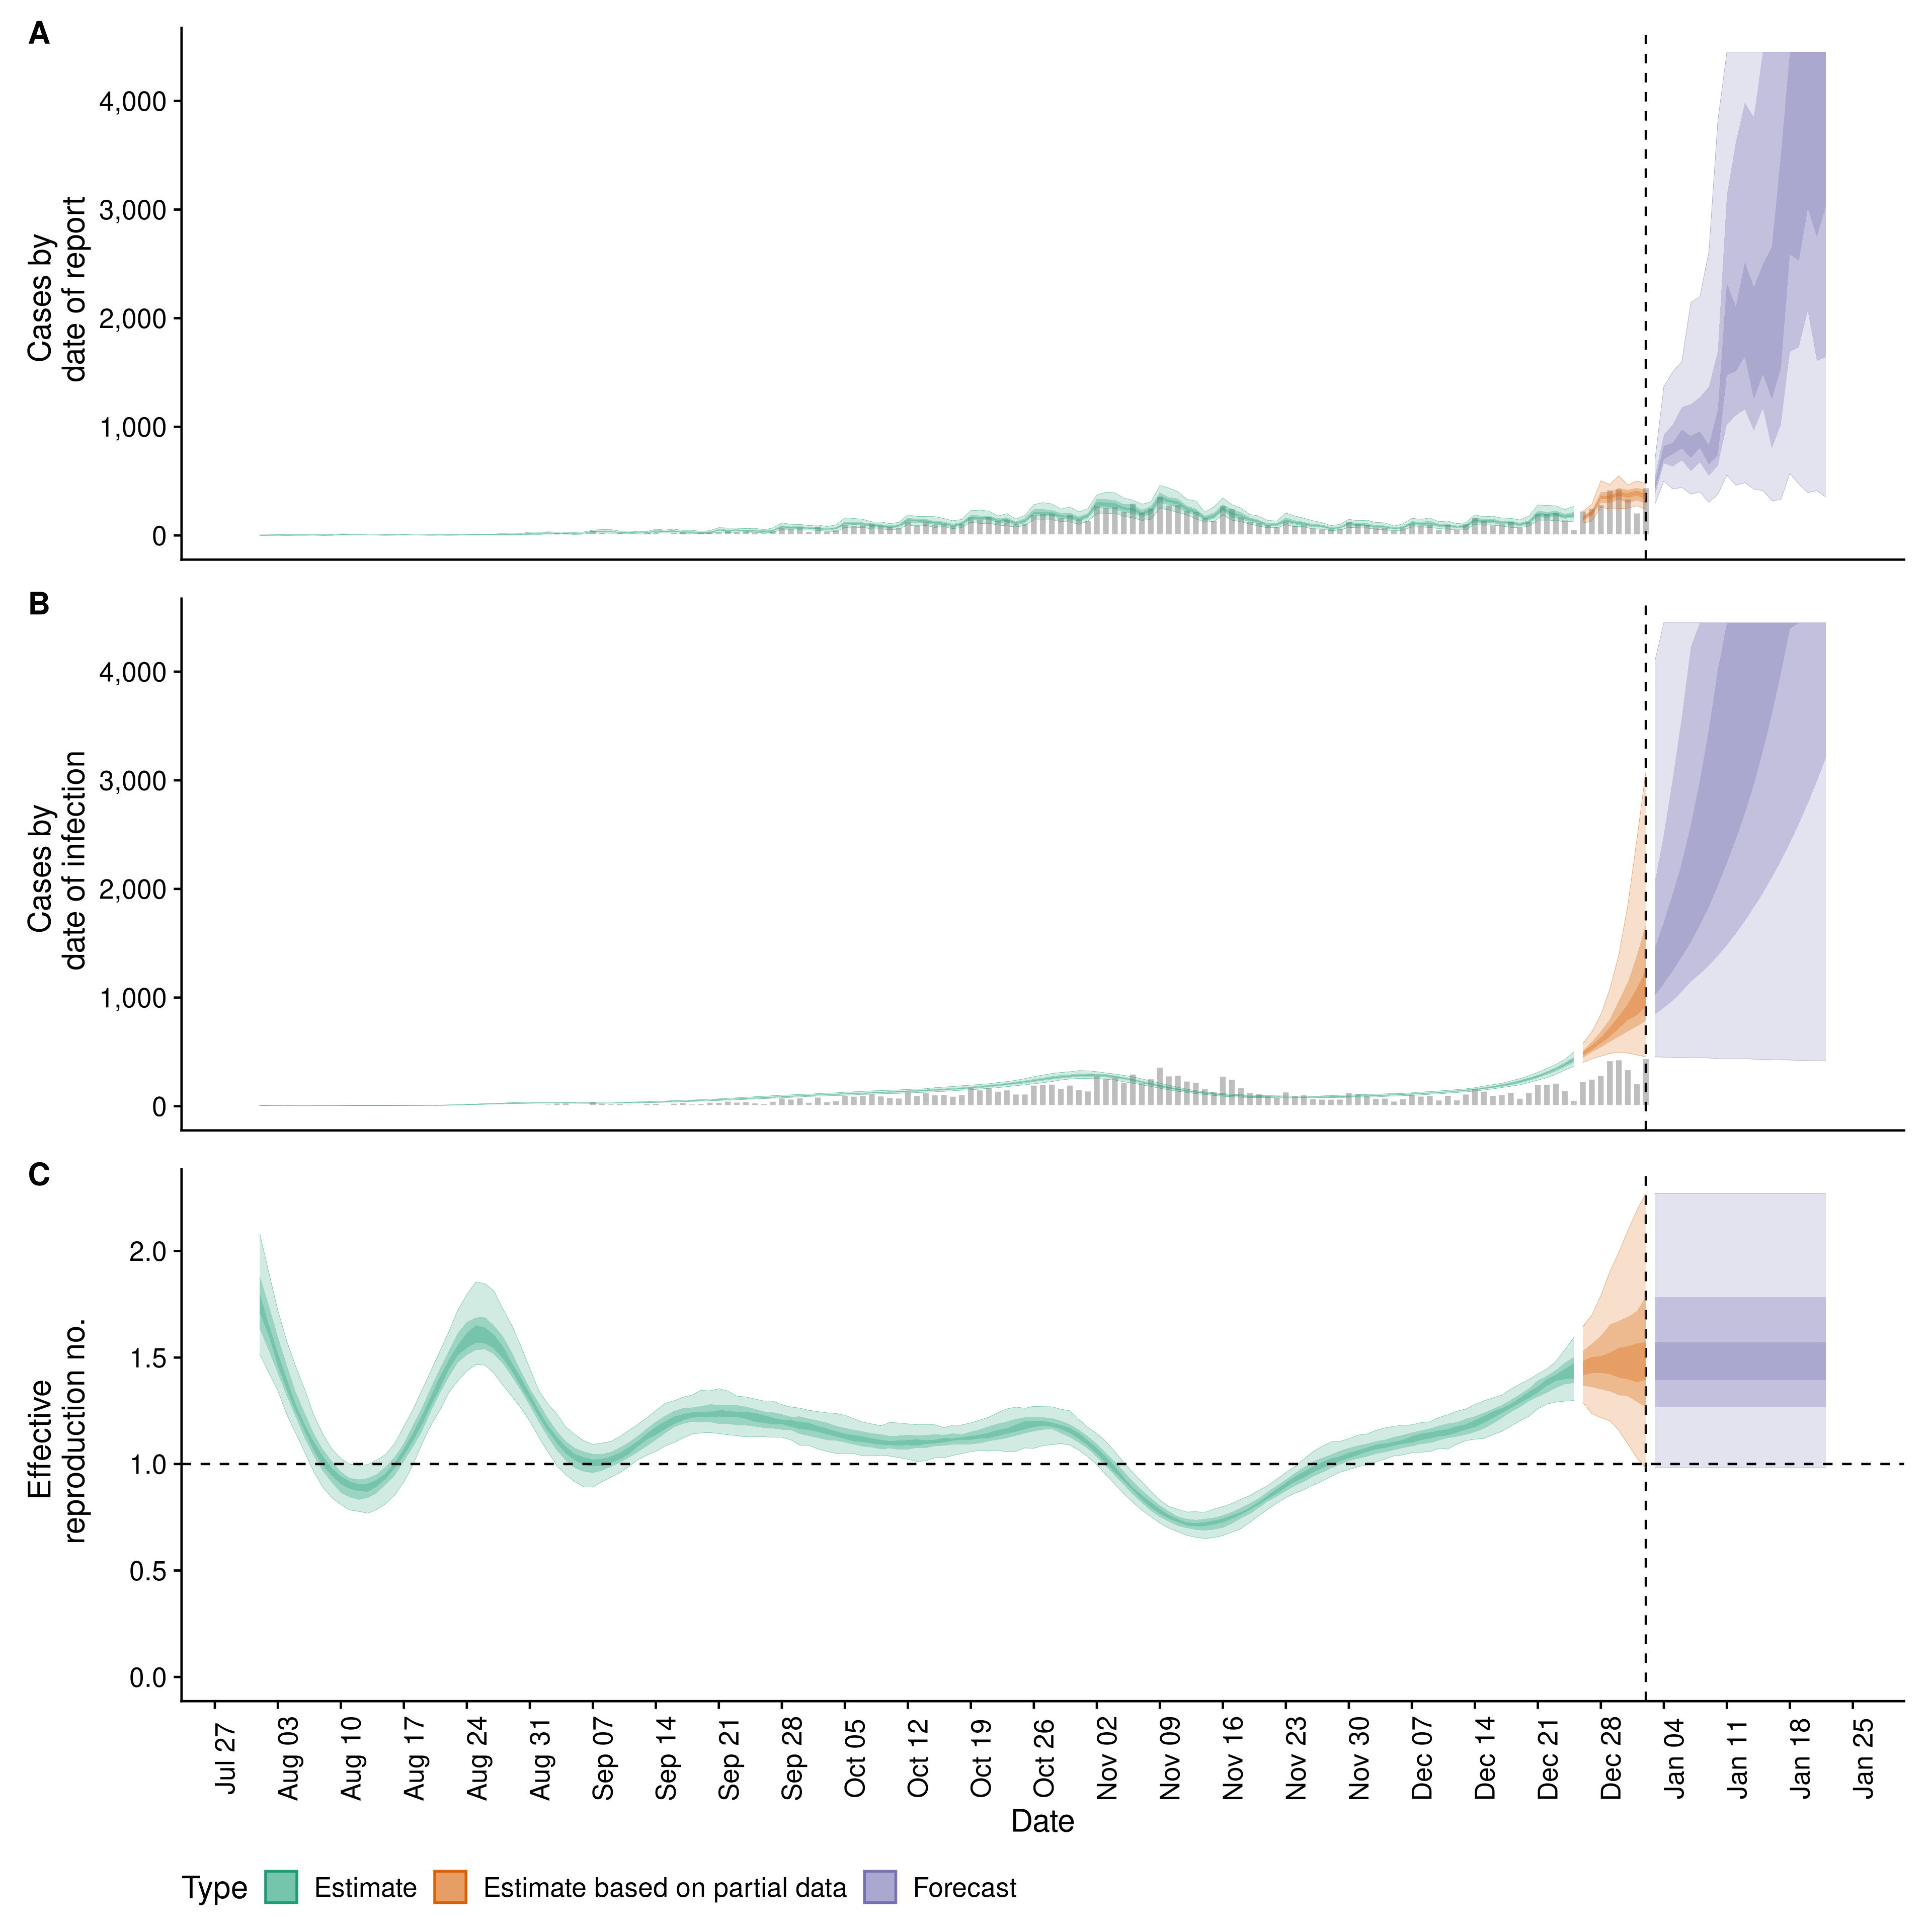 A
Cases by
date of report
4,000
3,000
2,000
1,000
0
B
Cases by
date of infection
4,000
3,000
2,000
1,000
0
C
Effective
reproduction no.
2.0
1.5
1.0
0.5
0.0
Jul 27
Aug 03
Aug 10
Aug 17
Aug 24
Aug 31
Sep 07
Sep 14
Sep 21
Sep 28
Oct 05
Oct 12
Oct 19
Oct 26
Nov 02
Nov 09
Nov 16
Nov 23
Nov 30
Dec 07
Dec 14
Dec 21
Dec 28
Jan 04
Jan 11
Jan 18
Jan 25
Date
Type Estimate Estimate based on partial data Forecast